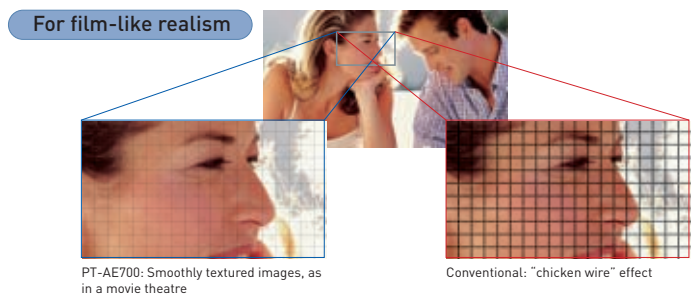 For film-like realism
PT-AE700: Smoothly textured images, as
in a movie theatre
Conventional: “chicken wire” effect